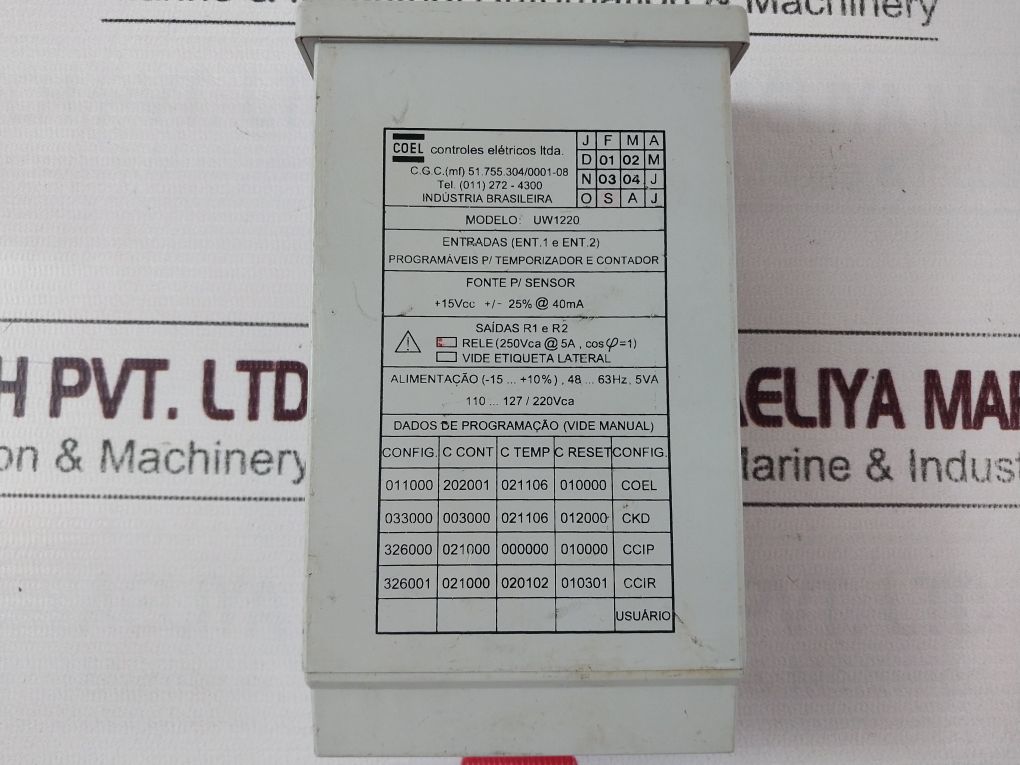 & Machinery
COEL controles elétricos ltda.
C.G.C.(mf) 51.755.304/0001-08
Tel. (011) 272 - 4300
INDÚSTRIA BRASILEIRA
J F M A
D 01 02 M
N 03 04 J
O S A J
MODELO: UW1220
ENTRADAS (ENT.1 e ENT.2)
PROGRAMÁVEIS P/ TEMPORIZADOR E CONTADOR
FONTE P/ SENSOR
+15Vcc +/- 25% @ 40mA
SAÍDAS R1 e R2
RELE (250Vca @ 5A , cos φ=1)
VIDE ETIQUETA LATERAL
ALIMENTAÇÃO (-15 ... +10%) , 48 ... 63Hz, 5VA
110 ... 127 / 220Vca
DADOS DE PROGRAMAÇÃO (VIDE MANUAL)
CONFIG. C CONT C TEMP C RESET CONFIG.
011000 202001 021106 010000 COEL
033000 003000 021106 012000 CKD
326000 021000 000000 010000 CCIP
326001 021000 020102 010301 CCIR
USUÁRIO
H PVT. LTD
on & Machinery
AELIYA MAR
Marine & Indust